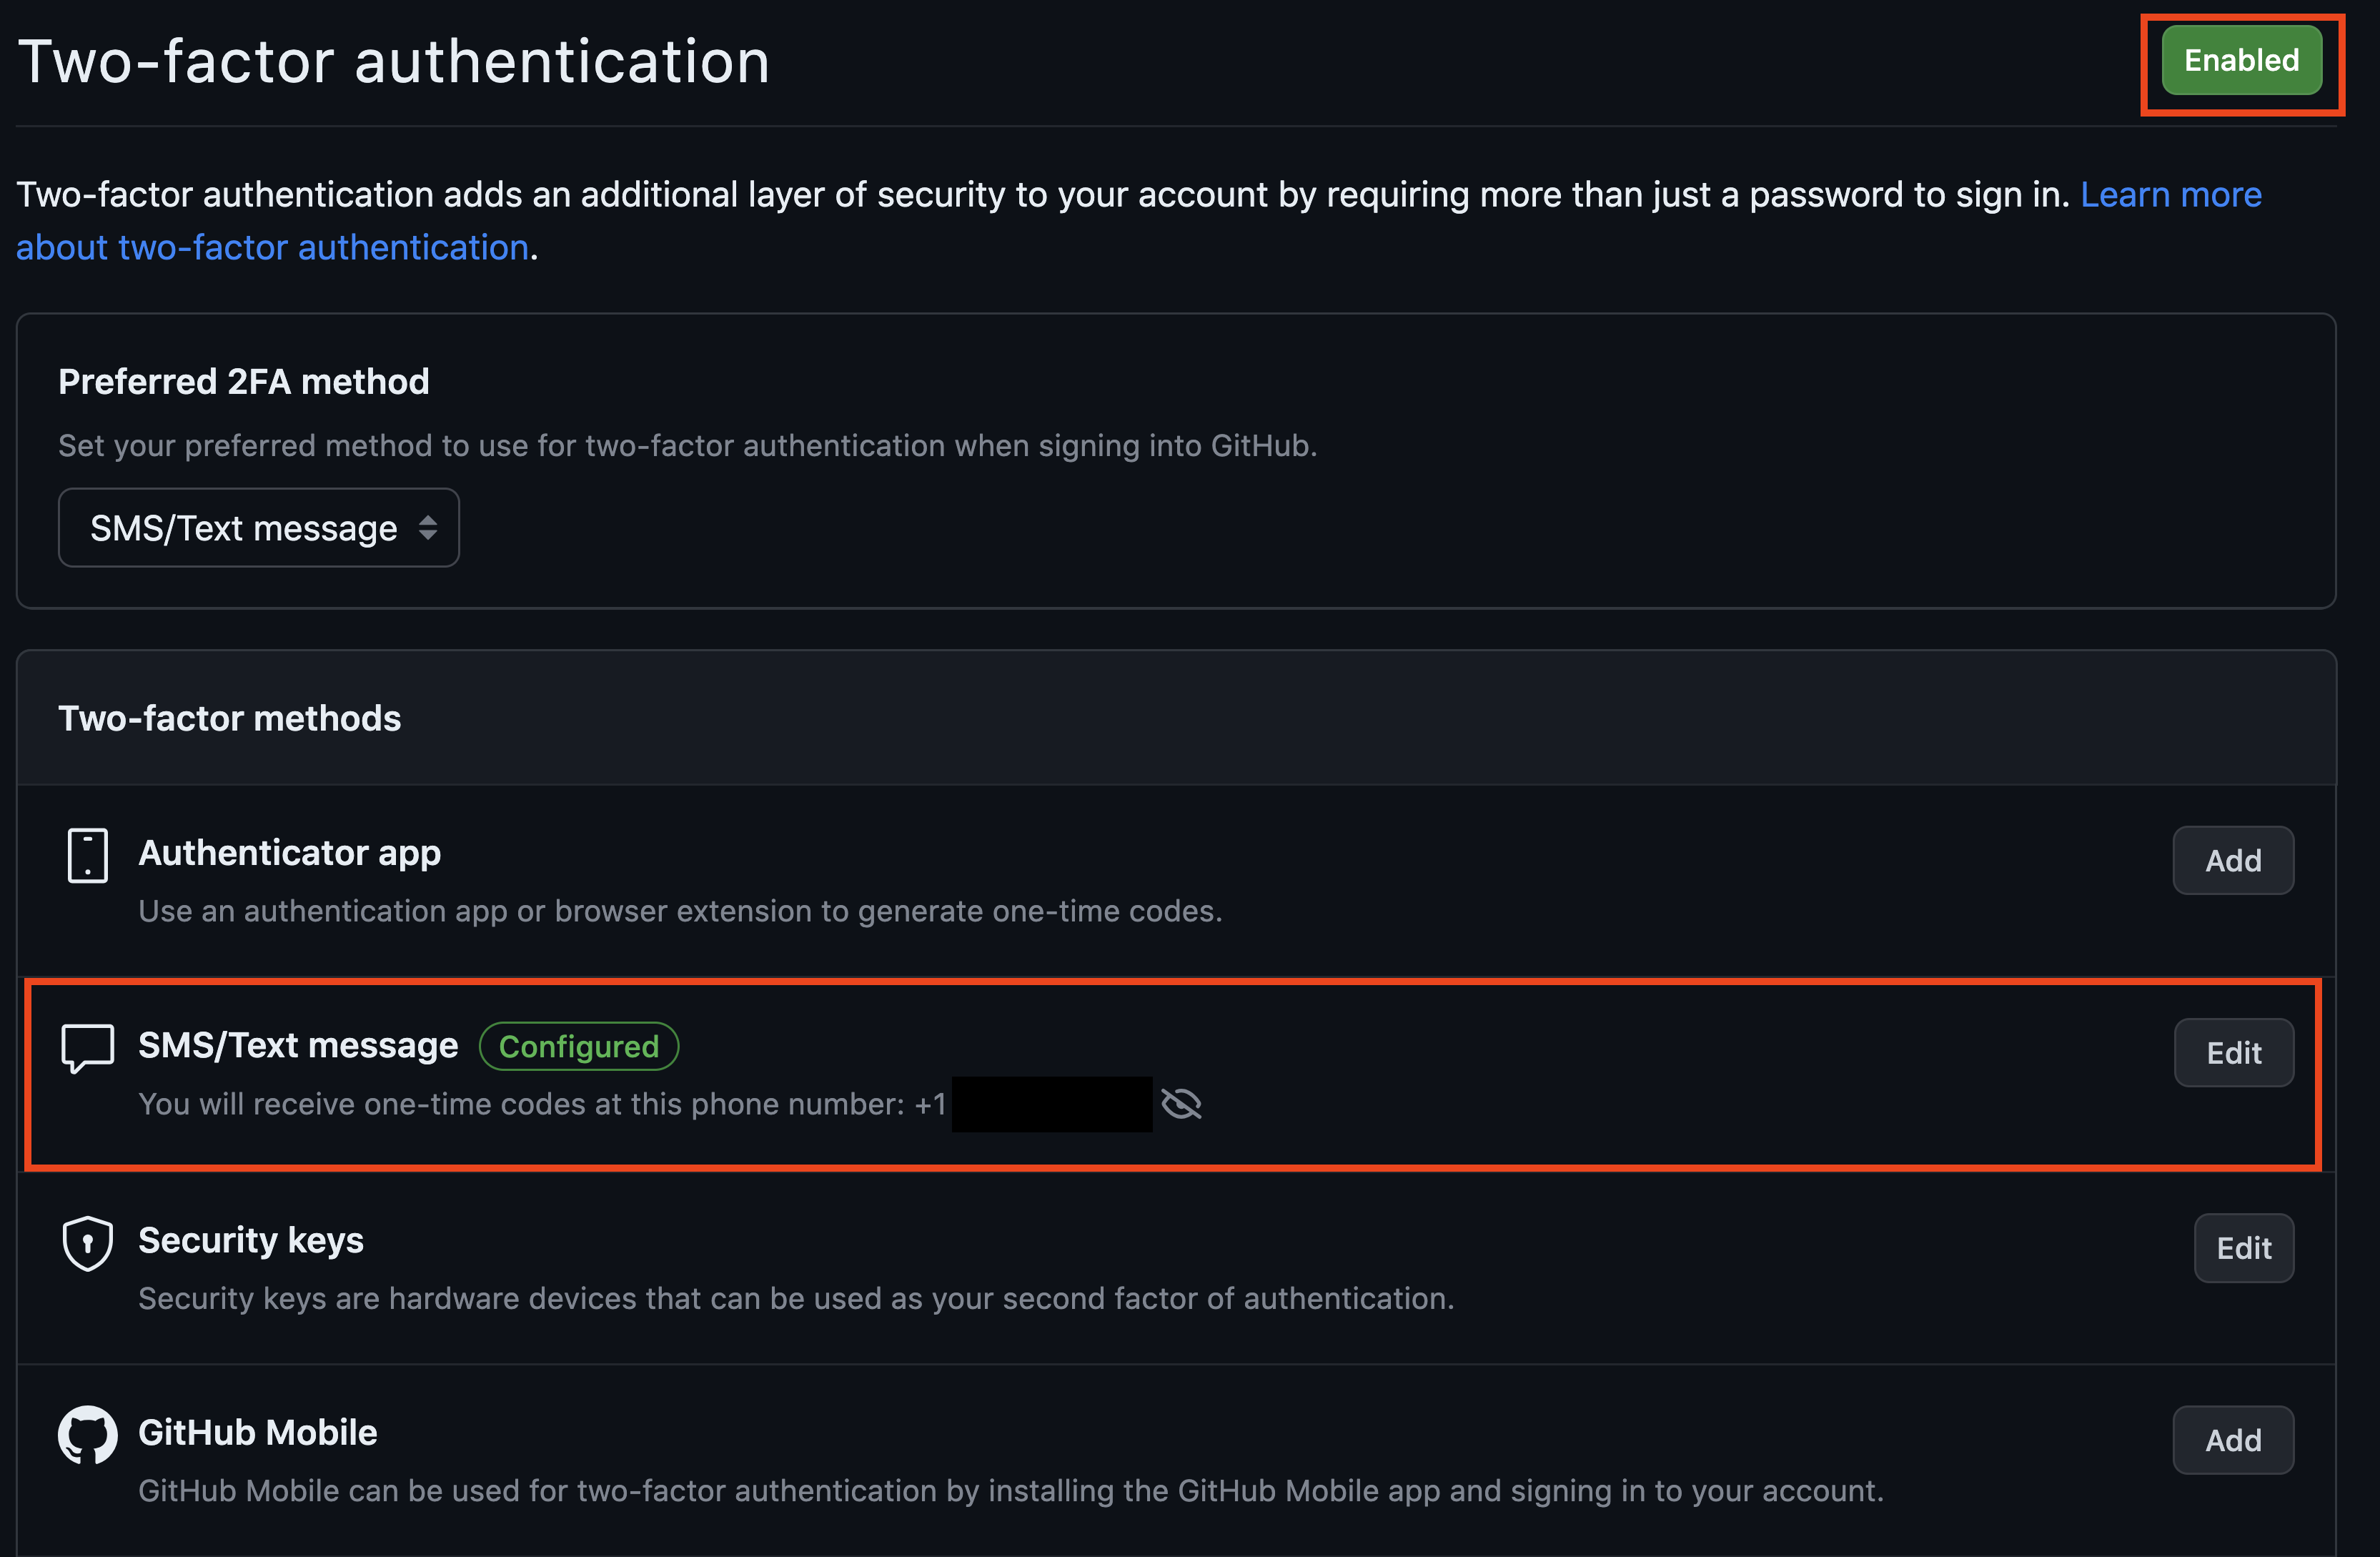 Two-factor authentication
Enabled
Two-factor authentication adds an additional layer of security to your account by requiring more than just a password to sign in. Learn more
about two-factor authentication.
Preferred 2FA method
Set your preferred method to use for two-factor authentication when signing into GitHub.
SMS/Text message
Two-factor methods
Authenticator app
Add
Use an authentication app or browser extension to generate one-time codes.
SMS/Text message Configured
Edit
You will receive one-time codes at this phone number: +1
Security keys
Edit
Security keys are hardware devices that can be used as your second factor of authentication.
GitHub Mobile
Add
GitHub Mobile can be used for two-factor authentication by installing the GitHub Mobile app and signing in to your account.